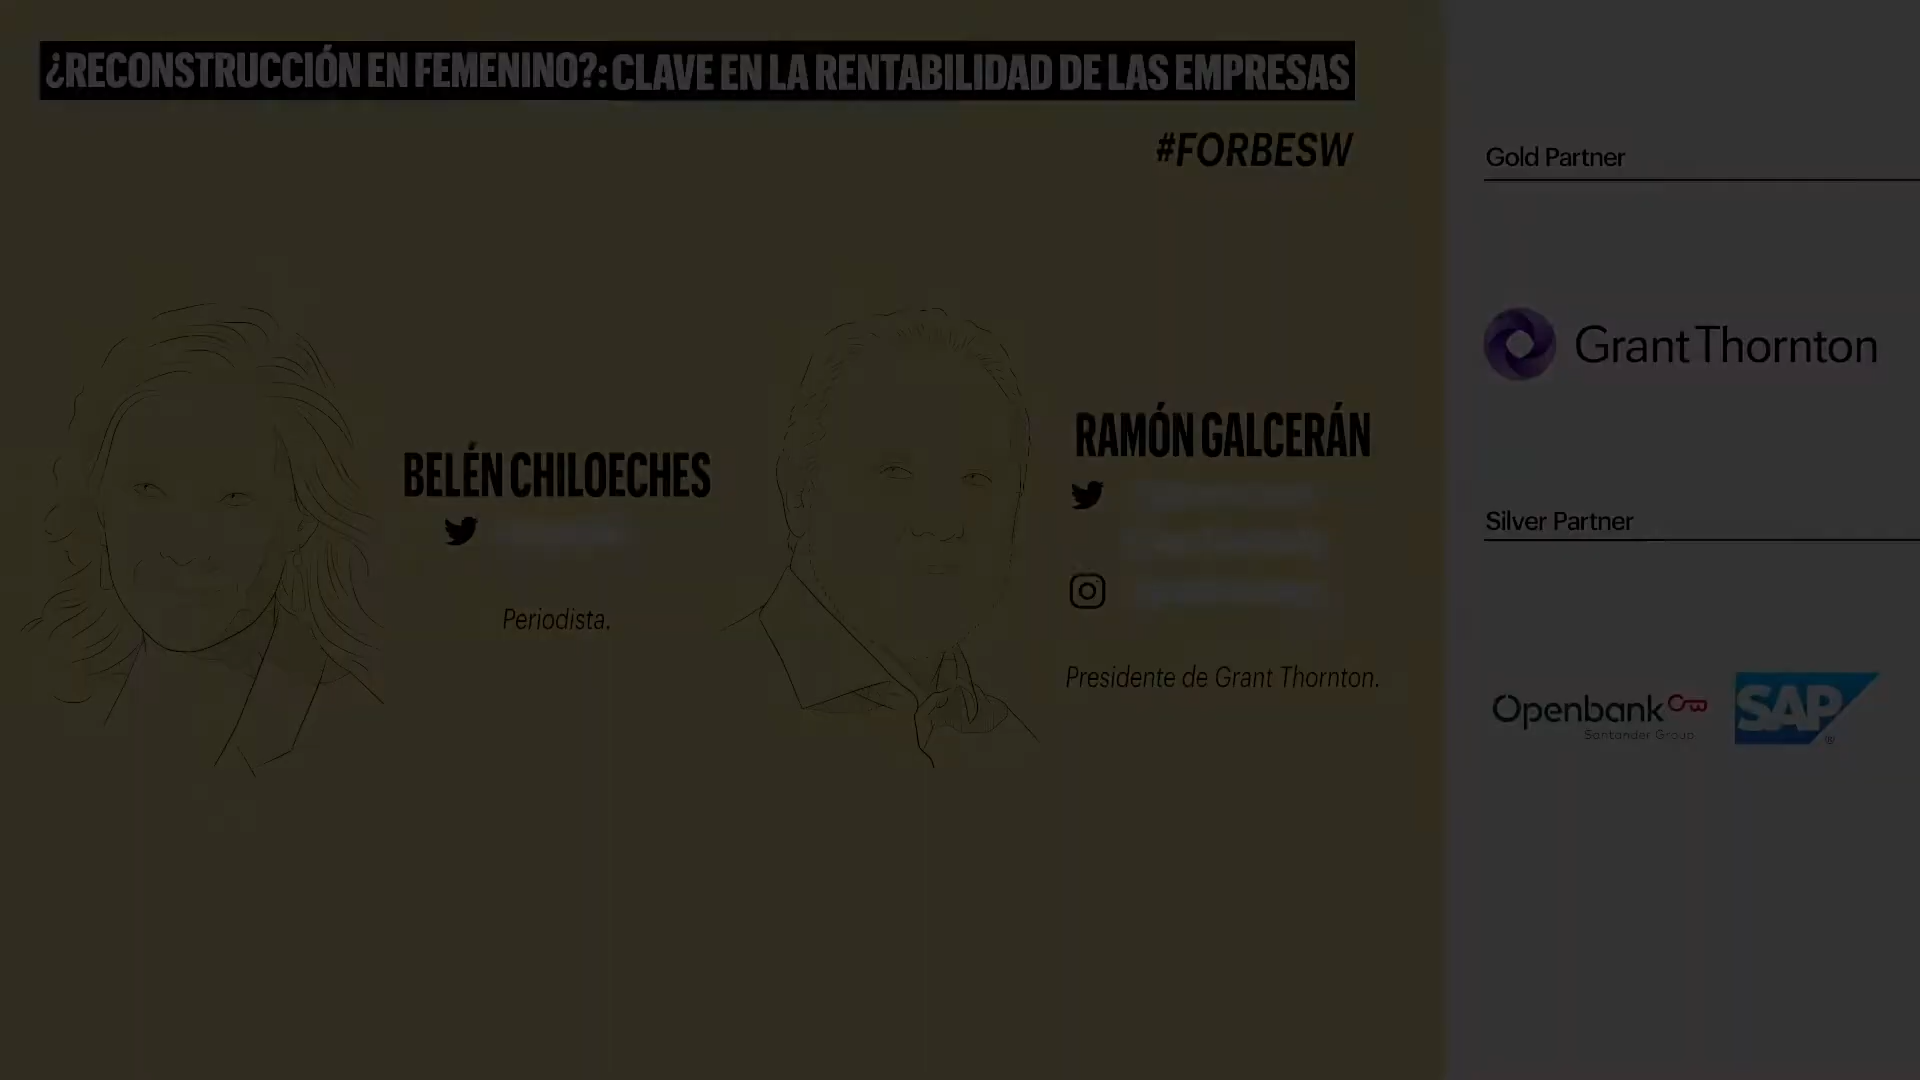 ¿RECONSTRUCCIÓN EN FEMENINO?: CLAVE EN LA RENTABILIDAD DE LAS EMPRESAS
#FORBESW
BELÉN CHILOECHES
Periodista.
RAMÓN GALCERÁN
Presidente de Grant Thornton.
Gold Partner
Grant Thornton
Silver Partner
Openbank
Santander Group
SAP
®